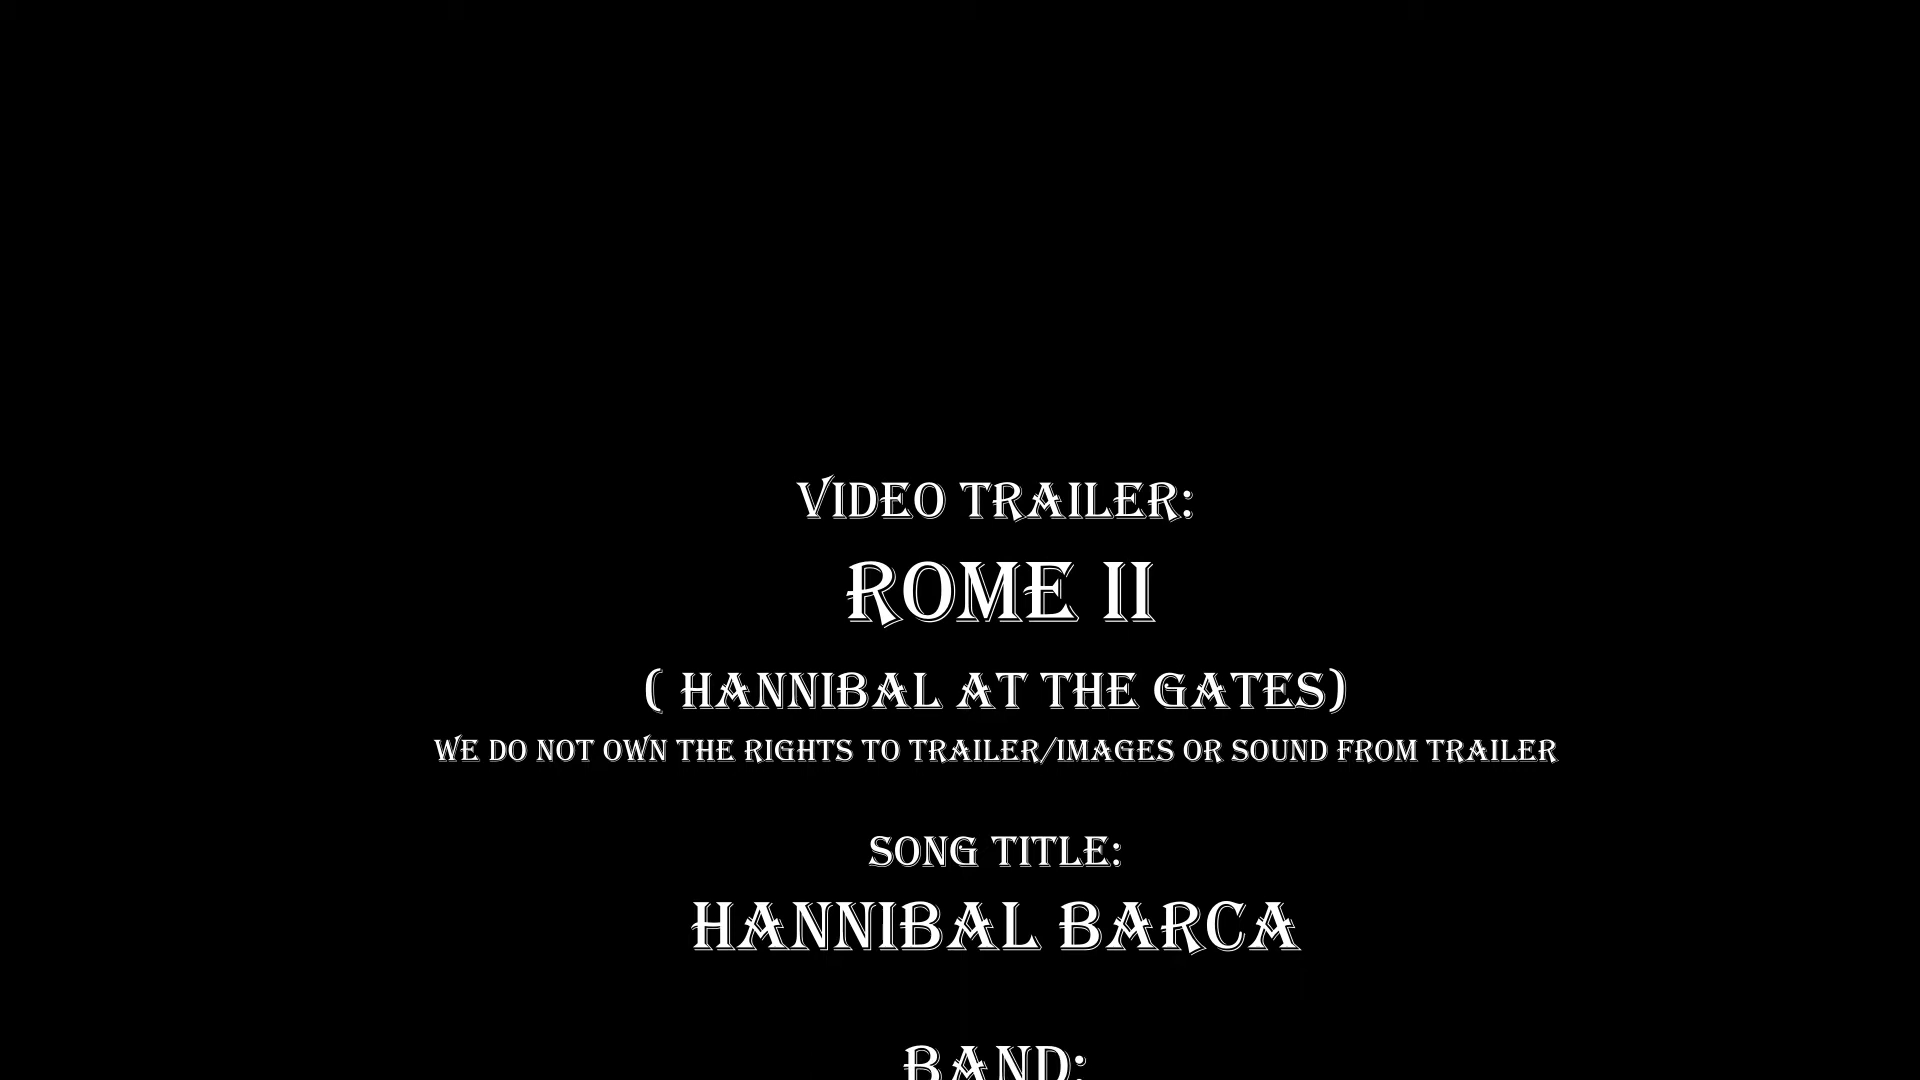 VIDEO TRAILER:
ROME II
( HANNIBAL AT THE GATES)
WE DO NOT OWN THE RIGHTS TO TRAILER/IMAGES OR SOUND FROM TRAILER
SONG TITLE:
HANNIBAL BARCA
BAND: